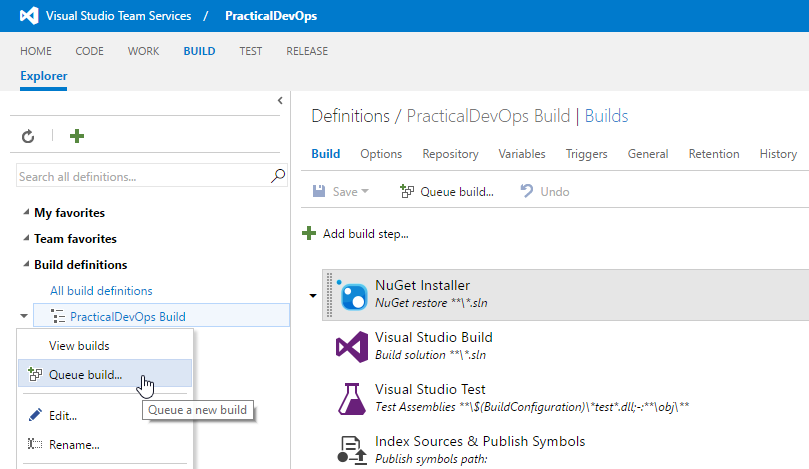 Visual Studio Team Services / PracticalDevOps
HOME CODE WORK BUILD TEST RELEASE
Explorer
Search all definitions...
My favorites
Team favorites
Build definitions
All build definitions
PracticalDevOps Build
View builds
Queue build...
Queue a new build
Edit...
Rename...
Definitions / PracticalDevOps Build | Builds
Build Options Repository Variables Triggers General Retention History
Save Queue build... Undo
Add build step...
NuGet Installer
NuGet restore **\*.sln
Visual Studio Build
Build solution **\*.sln
Visual Studio Test
Test Assemblies **\$(BuildConfiguration)\*test*.dll;-:**\obj\**
Index Sources & Publish Symbols
Publish symbols path: